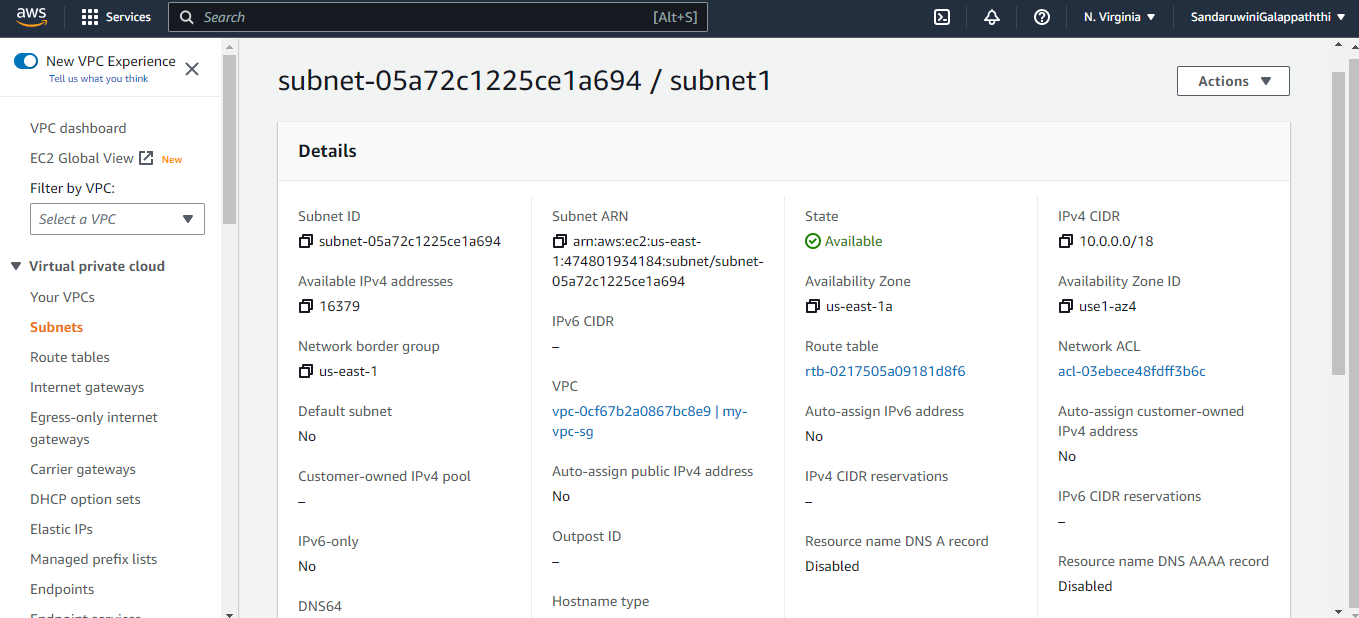 aws
Services
Search
[Alt+S]
N. Virginia
SandaruwiniGalappaththi
New VPC Experience
Tell us what you think
VPC dashboard
EC2 Global View
New
Filter by VPC:
Select a VPC
Virtual private cloud
Your VPCs
Subnets
Route tables
Internet gateways
Egress-only internet
gateways
Carrier gateways
DHCP option sets
Elastic IPs
Managed prefix lists
Endpoints
Endpoint services
subnet-05a72c1225ce1a694 / subnet1
Actions
Details
Subnet ID
subnet-05a72c1225ce1a694
Available IPv4 addresses
16379
Network border group
us-east-1
Default subnet
No
Customer-owned IPv4 pool
–
IPv6-only
No
DNS64
Subnet ARN
arn:aws:ec2:us-east-
1:474801934184:subnet/subnet-
05a72c1225ce1a694
IPv6 CIDR
–
VPC
vpc-0cf67b2a0867bc8e9 | my-
vpc-sg
Auto-assign public IPv4 address
No
Outpost ID
–
Hostname type
State
Available
Availability Zone
us-east-1a
Route table
rtb-0217505a09181d8f6
Auto-assign IPv6 address
No
IPv4 CIDR reservations
–
Resource name DNS A record
Disabled
IPv4 CIDR
10.0.0.0/18
Availability Zone ID
use1-az4
Network ACL
acl-03ebece48fdff3b6c
Auto-assign customer-owned
IPv4 address
No
IPv6 CIDR reservations
–
Resource name DNS AAAA record
Disabled